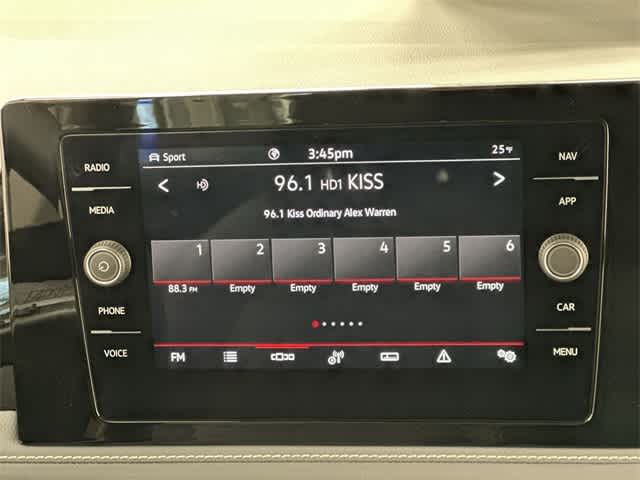 RADIO
MEDIA
PHONE
VOICE
Sport 3:45pm 25°F
96.1 HD1 KISS
96.1 Kiss Ordinary Alex Warren
1 2 3 4 5 6
88.3 FM Empty Empty Empty Empty Empty
FM
NAV
APP
CAR
MENU